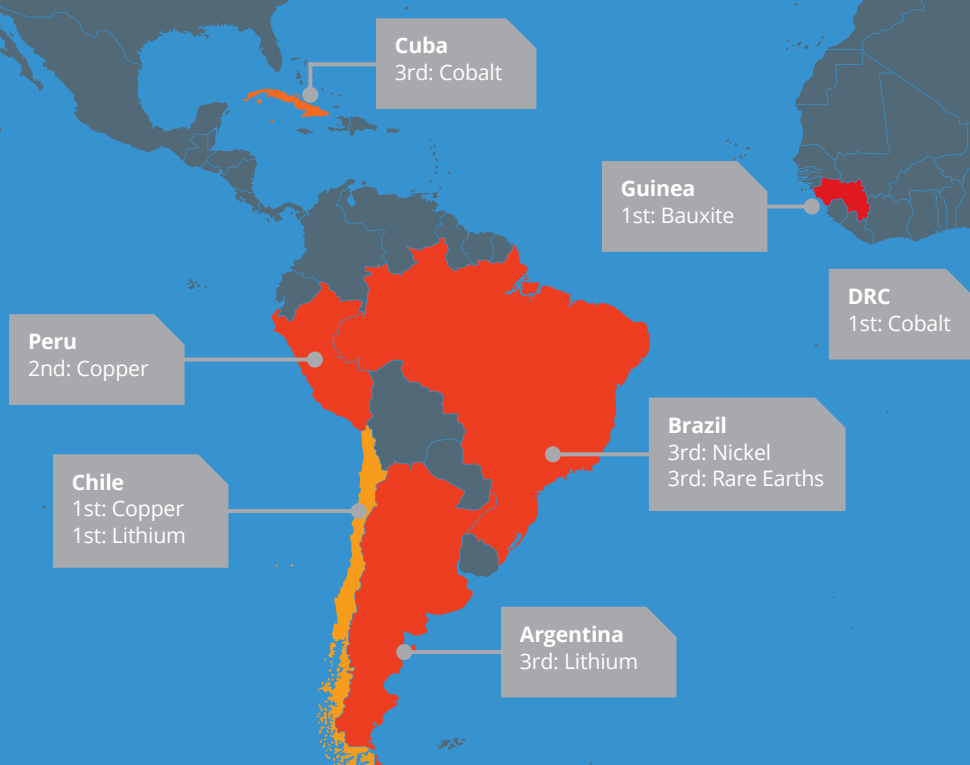 Cuba
3rd: Cobalt
Guinea
1st: Bauxite
DRC
1st: Cobalt
Peru
2nd: Copper
Brazil
3rd: Nickel
3rd: Rare Earths
Chile
1st: Copper
1st: Lithium
Argentina
3rd: Lithium